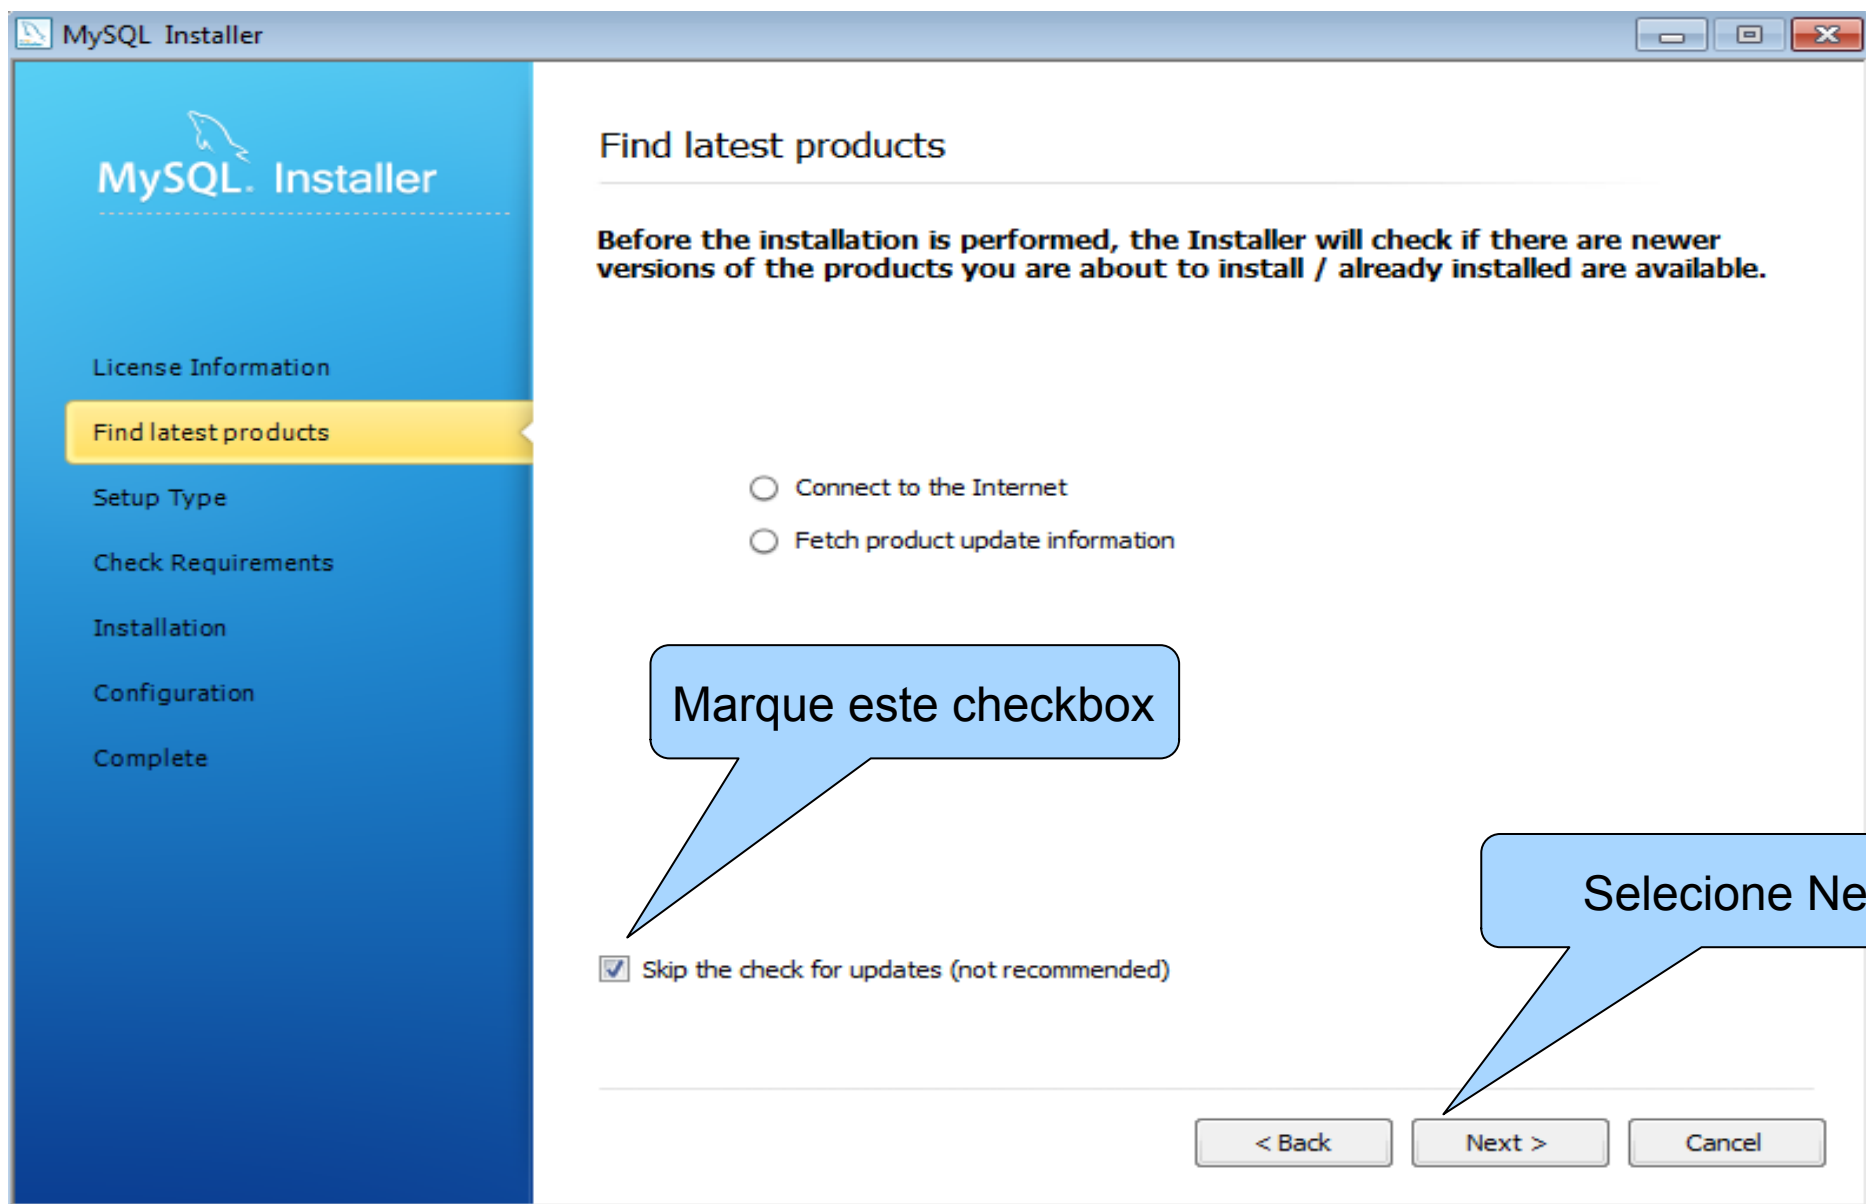 MySQL Installer
MySQL. Installer
Find latest products
Before the installation is performed, the Installer will check if there are newer
versions of the products you are about to install / already installed are available.
License Information
Find latest products
Setup Type
Check Requirements
Installation
Configuration
Complete
Connect to the Internet
Fetch product update information
Marque este checkbox
Selecione
Skip the check for updates (not recommended)
< Back
Next >
Cancel